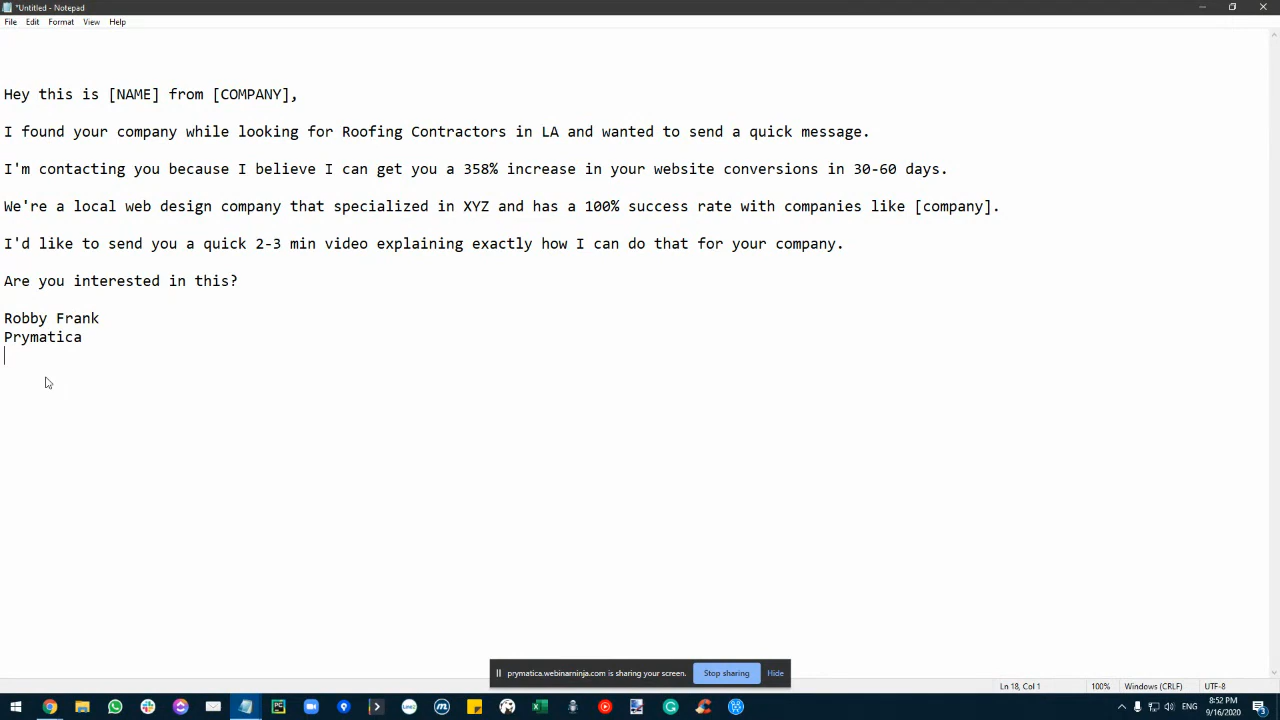 *Untitled - Notepad
File Edit Format View Help
Hey this is [NAME] from [COMPANY],
I found your company while looking for Roofing Contractors in LA and wanted to send a quick message.
I'm contacting you because I believe I can get you a 358% increase in your website conversions in 30-60 days.
We're a local web design company that specialized in XYZ and has a 100% success rate with companies like [company].
I'd like to send you a quick 2-3 min video explaining exactly how I can do that for your company.
Are you interested in this?
Robby Frank
Prymatica
prymatica.webinarninja.com is sharing your screen. Stop sharing Hide
Ln 18, Col 1 100% Windows (CRLF) UTF-8
ENG 8:52 PM
9/16/2020